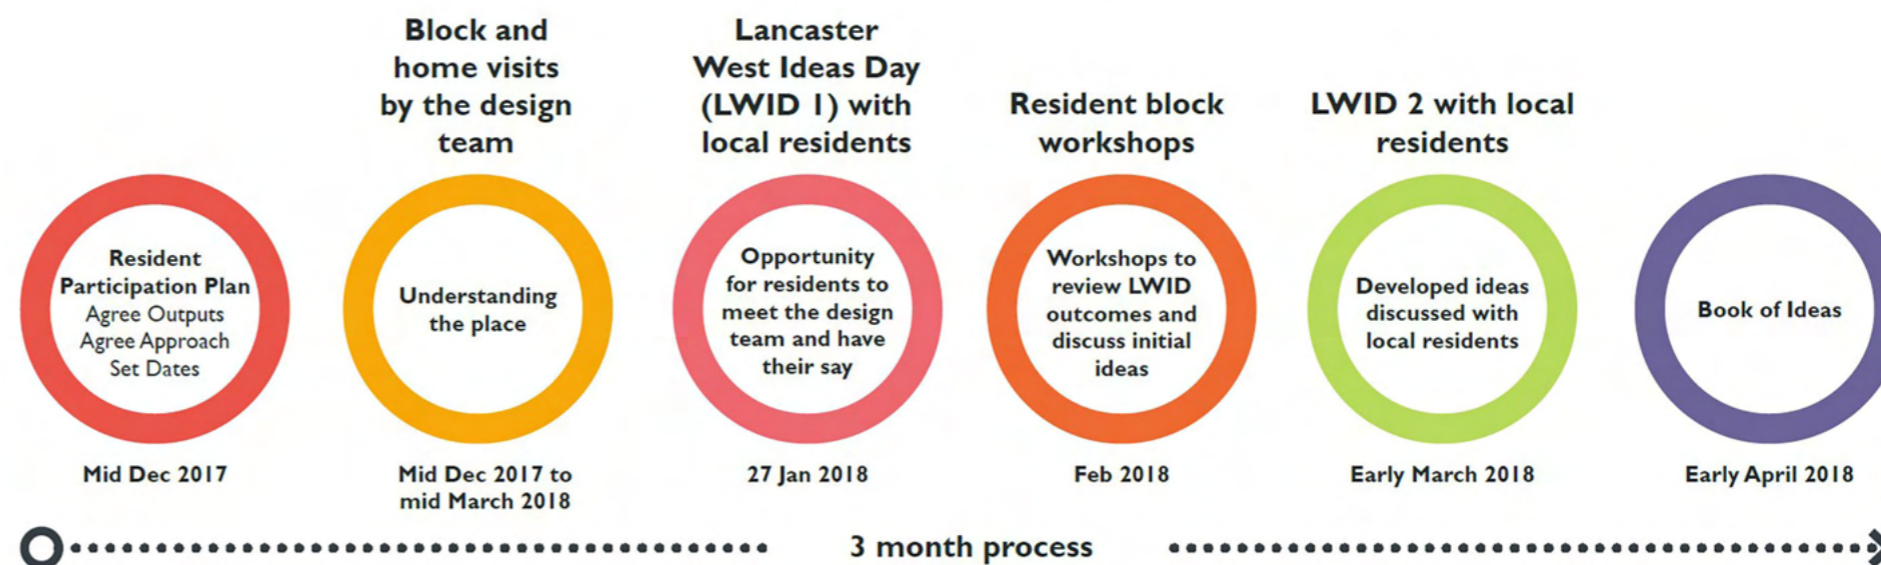 Resident
Participation Plan
Agree Outputs
Agree Approach
Set Dates
Mid Dec 2017
Block and
home visits
by the design
team
Understanding
the place
Mid Dec 2017 to
mid March 2018
Lancaster
West Ideas Day
(LWID 1) with
local residents
Opportunity
for residents to
meet the design
team and have
their say
27 Jan 2018
Resident block
workshops
Workshops to
review LWID
outcomes and
discuss initial
ideas
Feb 2018
LWID 2 with local
residents
Developed ideas
discussed with
local residents
Early March 2018
Book of Ideas
Early April 2018
3 month process